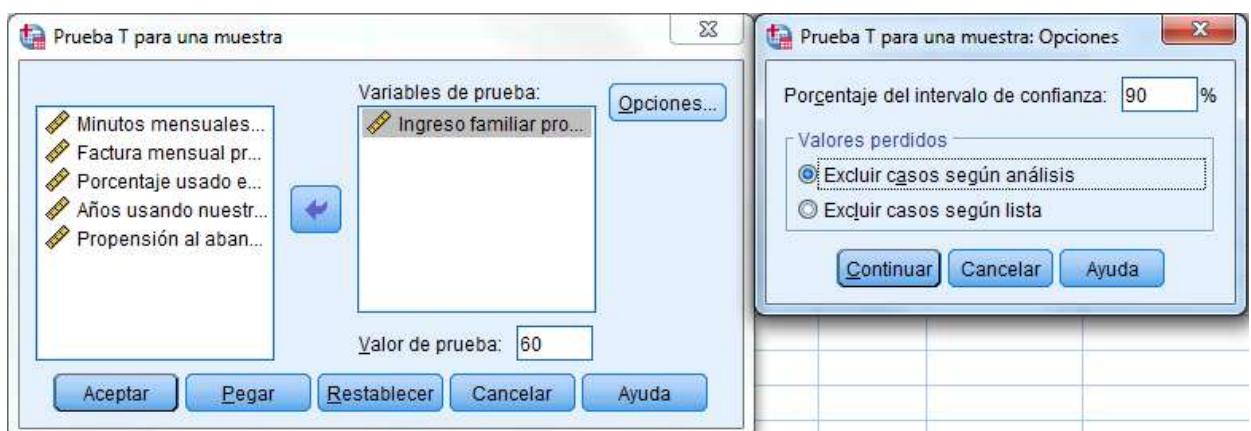 Prueba T para una muestra
Variables de prueba:
Opciones...
Minutos mensuales...
Factura mensual pr...
Porcentaje usado e...
Años usando nuestr...
Propensión al aban...
Ingreso familiar pro...
Valor de prueba: 60
Aceptar Pegar Restablecer Cancelar Ayuda
Prueba T para una muestra: Opciones
Porcentaje del intervalo de confianza: 90 %
Valores perdidos
Excluir casos según análisis
Excluir casos según lista
Continuar Cancelar Ayuda